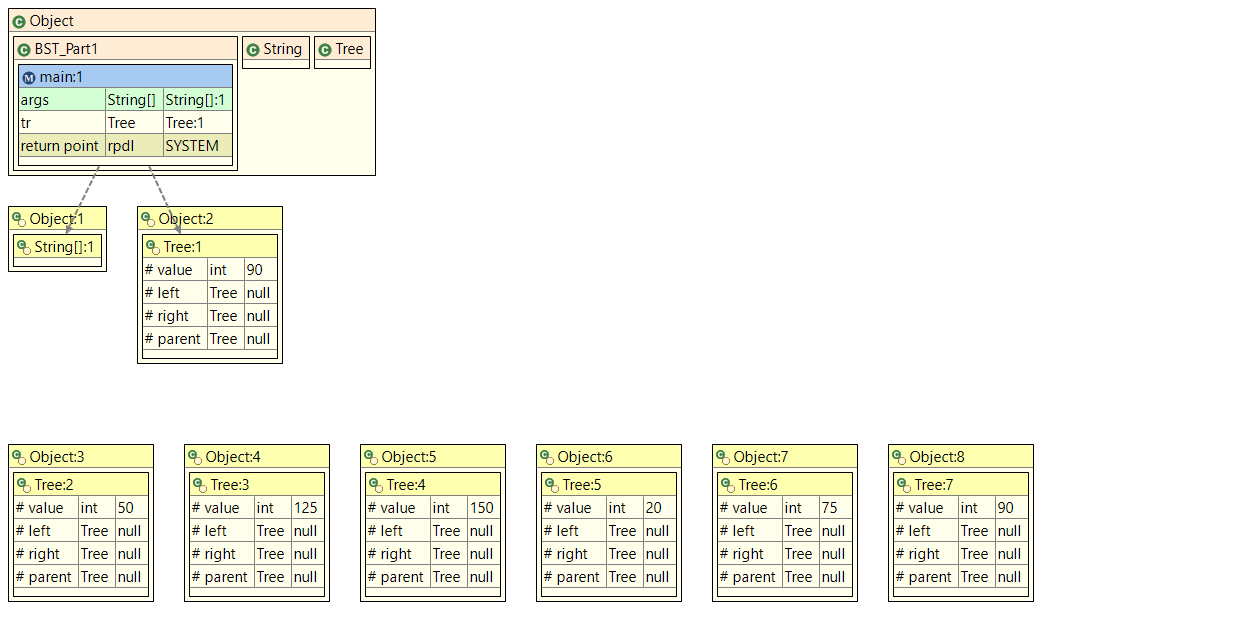 Object
BST_Part1 String Tree
main:1
args String[] String[]:1
tr Tree Tree:1
return point rpdl SYSTEM
Object:1 Object:2
String[]:1 Tree:1
# value int 90
# left Tree null
# right Tree null
# parent Tree null
Object:3 Object:4 Object:5 Object:6 Object:7 Object:8
Tree:2 Tree:3 Tree:4 Tree:5 Tree:6 Tree:7
# value int 50 # value int 125 # value int 150 # value int 20 # value int 75 # value int 90
# left Tree null # left Tree null # left Tree null # left Tree null # left Tree null # left Tree null
# right Tree null # right Tree null # right Tree null # right Tree null # right Tree null # right Tree null
# parent Tree null # parent Tree null # parent Tree null # parent Tree null # parent Tree null # parent Tree null